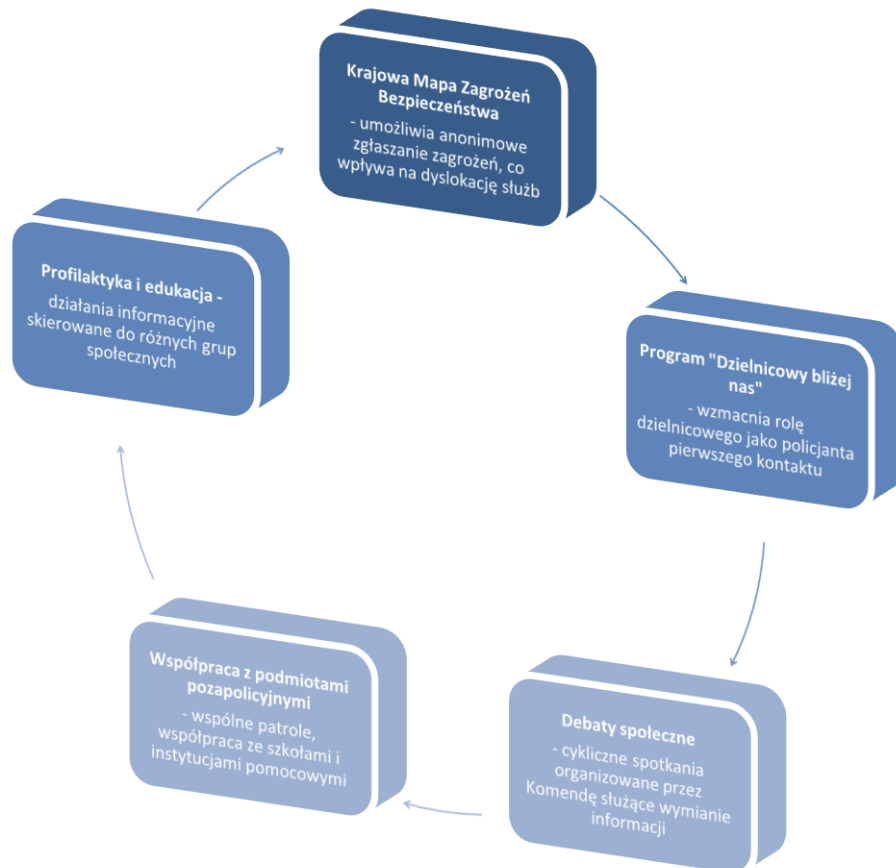 Krajowa Mapa Zagrożeń
Bezpieczeństwa
- umożliwia anonimowe
zgłaszanie zagrożeń, co
wpływa na dyslokację służb
Program "Dzielnicowy bliżej
nas"
- wzmacnia rolę
dzielnicowego jako policjanta
pierwszego kontaktu
Debaty społeczne
- cykliczne spotkania
organizowane przez
Komendę służące wymianie
informacji
Współpraca z podmiotami
pozapolicyjnymi
- wspólne patrole,
współpraca ze szkołami i
instytucjami pomocowymi
Profilaktyka i edukacja -
działania informacyjne
skierowane do różnych grup
społecznych